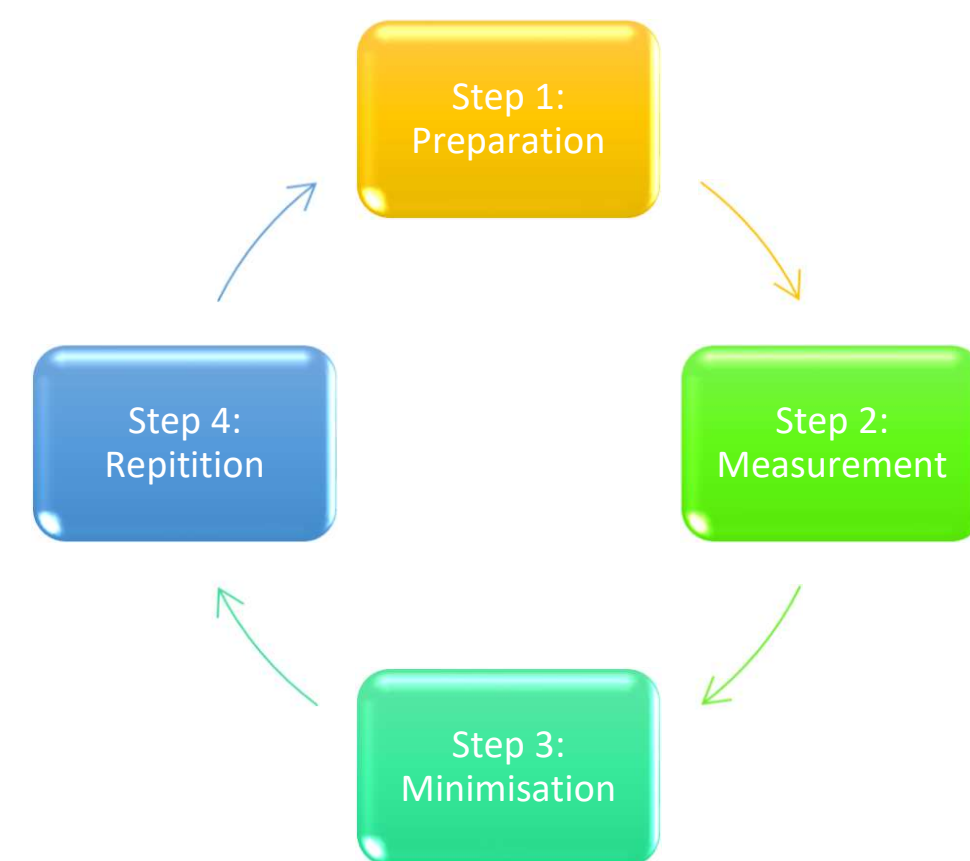 Step 1:
Preparation
Step 2:
Measurement
Step 3:
Minimisation
Step 4:
Repitition